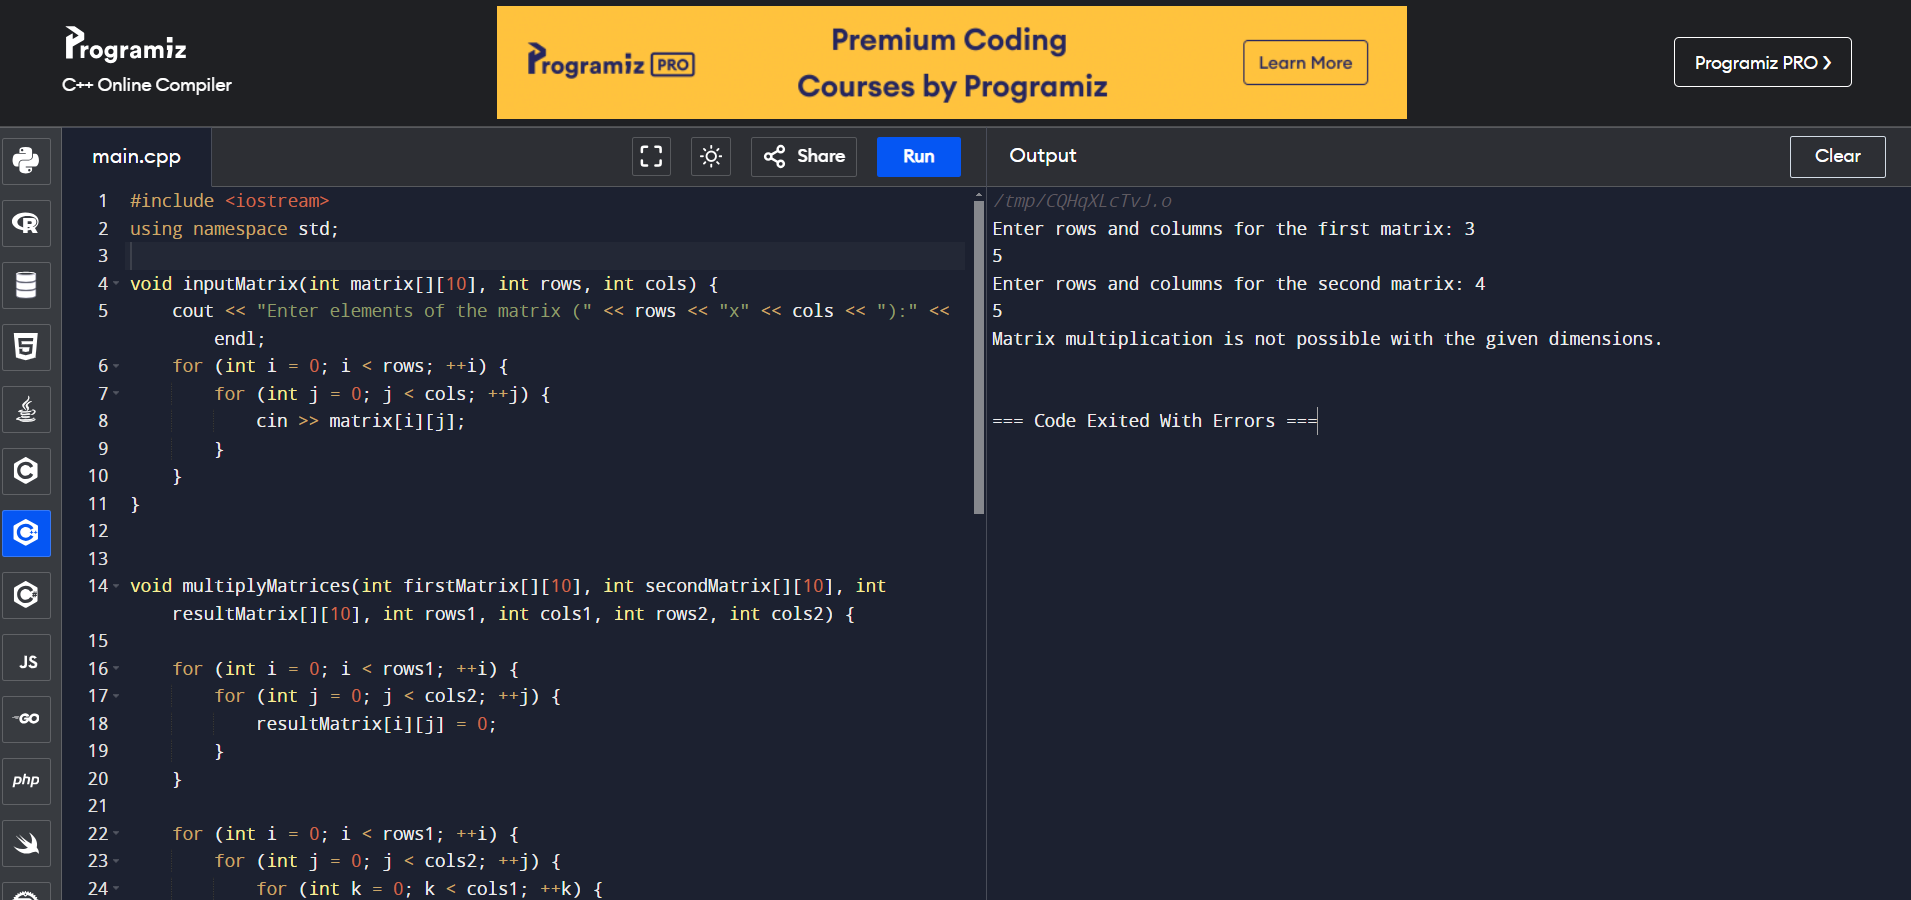 Programiz
C++ Online Compiler
Programiz PRO
Premium Coding
Courses by Programiz
Learn More
Programiz PRO ❯
main.cpp
Share
Run
Output
Clear
1 #include <iostream>
2 using namespace std;
3
4 void inputMatrix(int matrix[][10], int rows, int cols) {
5 cout << "Enter elements of the matrix (" << rows << "x" << cols << "):" <<
endl;
6 for (int i = 0; i < rows; ++i) {
7 for (int j = 0; j < cols; ++j) {
8 cin >> matrix[i][j];
9 }
10 }
11 }
12
13
14 void multiplyMatrices(int firstMatrix[][10], int secondMatrix[][10], int
resultMatrix[][10], int rows1, int cols1, int rows2, int cols2) {
15
16 for (int i = 0; i < rows1; ++i) {
17 for (int j = 0; j < cols2; ++j) {
18 resultMatrix[i][j] = 0;
19 }
20 }
21
22 for (int i = 0; i < rows1; ++i) {
23 for (int j = 0; j < cols2; ++j) {
24 for (int k = 0; k < cols1; ++k) {
/tmp/CQHqXLcTvJ.o
Enter rows and columns for the first matrix: 3
5
Enter rows and columns for the second matrix: 4
5
Matrix multiplication is not possible with the given dimensions.
=== Code Exited With Errors ===
R
5
C
C++
C#
JS
GO
php